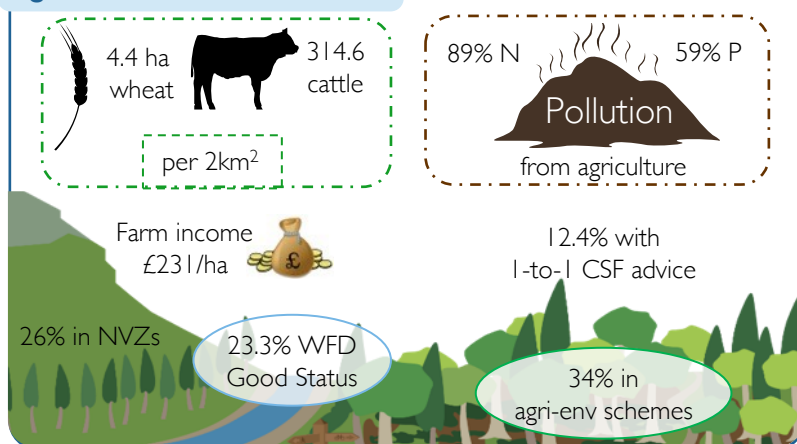 4.4 ha
wheat
314.6
cattle
per 2km²
89% N
59% P
Pollution
from agriculture
Farm income
£231/ha
£
12.4% with
1-to-1 CSF advice
26% in NVZs
23.3% WFD
Good Status
34% in
agri-env schemes